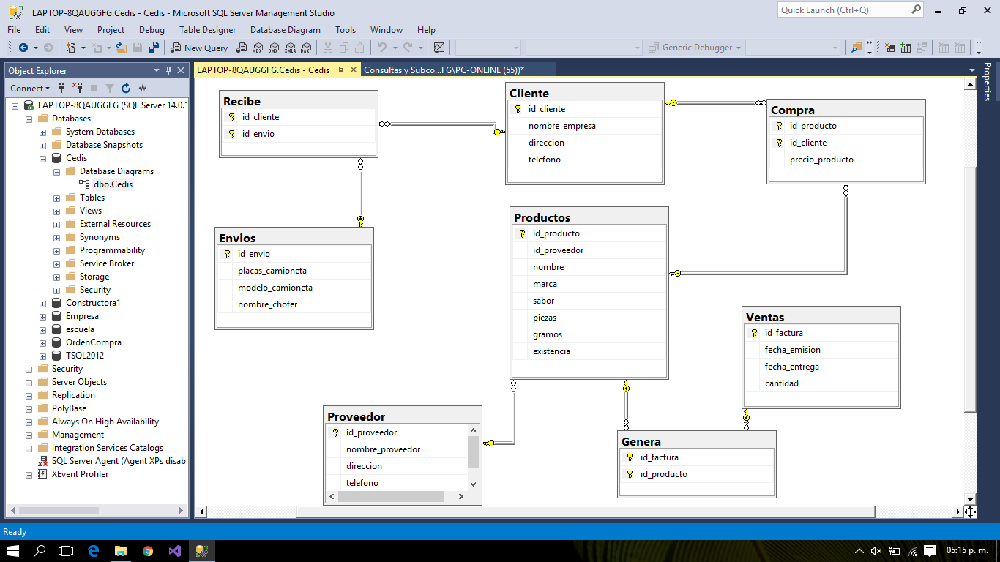 LAPTOP-8QAUGGFG.Cedis - Cedis - Microsoft SQL Server Management Studio
Quick Launch (Ctrl+Q)
File Edit View Project Debug Table Designer Database Diagram Tools Window Help
New Query
MDX DMX XMLA DAX
Generic Debugger
Object Explorer
LAPTOP-8QAUGGFG.Cedis - Cedis
Consultas y Subco...FG\PC-ONLINE (55))*
Properties
Connect
LAPTOP-8QAUGGFG (SQL Server 14.0.1
Databases
System Databases
Database Snapshots
Cedis
Database Diagrams
dbo.Cedis
Tables
Views
External Resources
Synonyms
Programmability
Service Broker
Storage
Security
Constructora1
Empresa
escuela
OrdenCompra
TSQL2012
Security
Server Objects
Replication
PolyBase
Always On High Availability
Management
Integration Services Catalogs
SQL Server Agent (Agent XPs disabl
XEvent Profiler
Recibe
id_cliente
id_envio
Cliente
id_cliente
nombre_empresa
direccion
telefono
Compra
id_producto
id_cliente
precio_producto
Envios
id_envio
placas_camioneta
modelo_camioneta
nombre_chofer
Productos
id_producto
id_proveedor
nombre
marca
sabor
piezas
gramos
existencia
Ventas
id_factura
fecha_emision
fecha_entrega
cantidad
Proveedor
id_proveedor
nombre_proveedor
direccion
telefono
Genera
id_factura
id_producto
Ready
05:15 p. m.